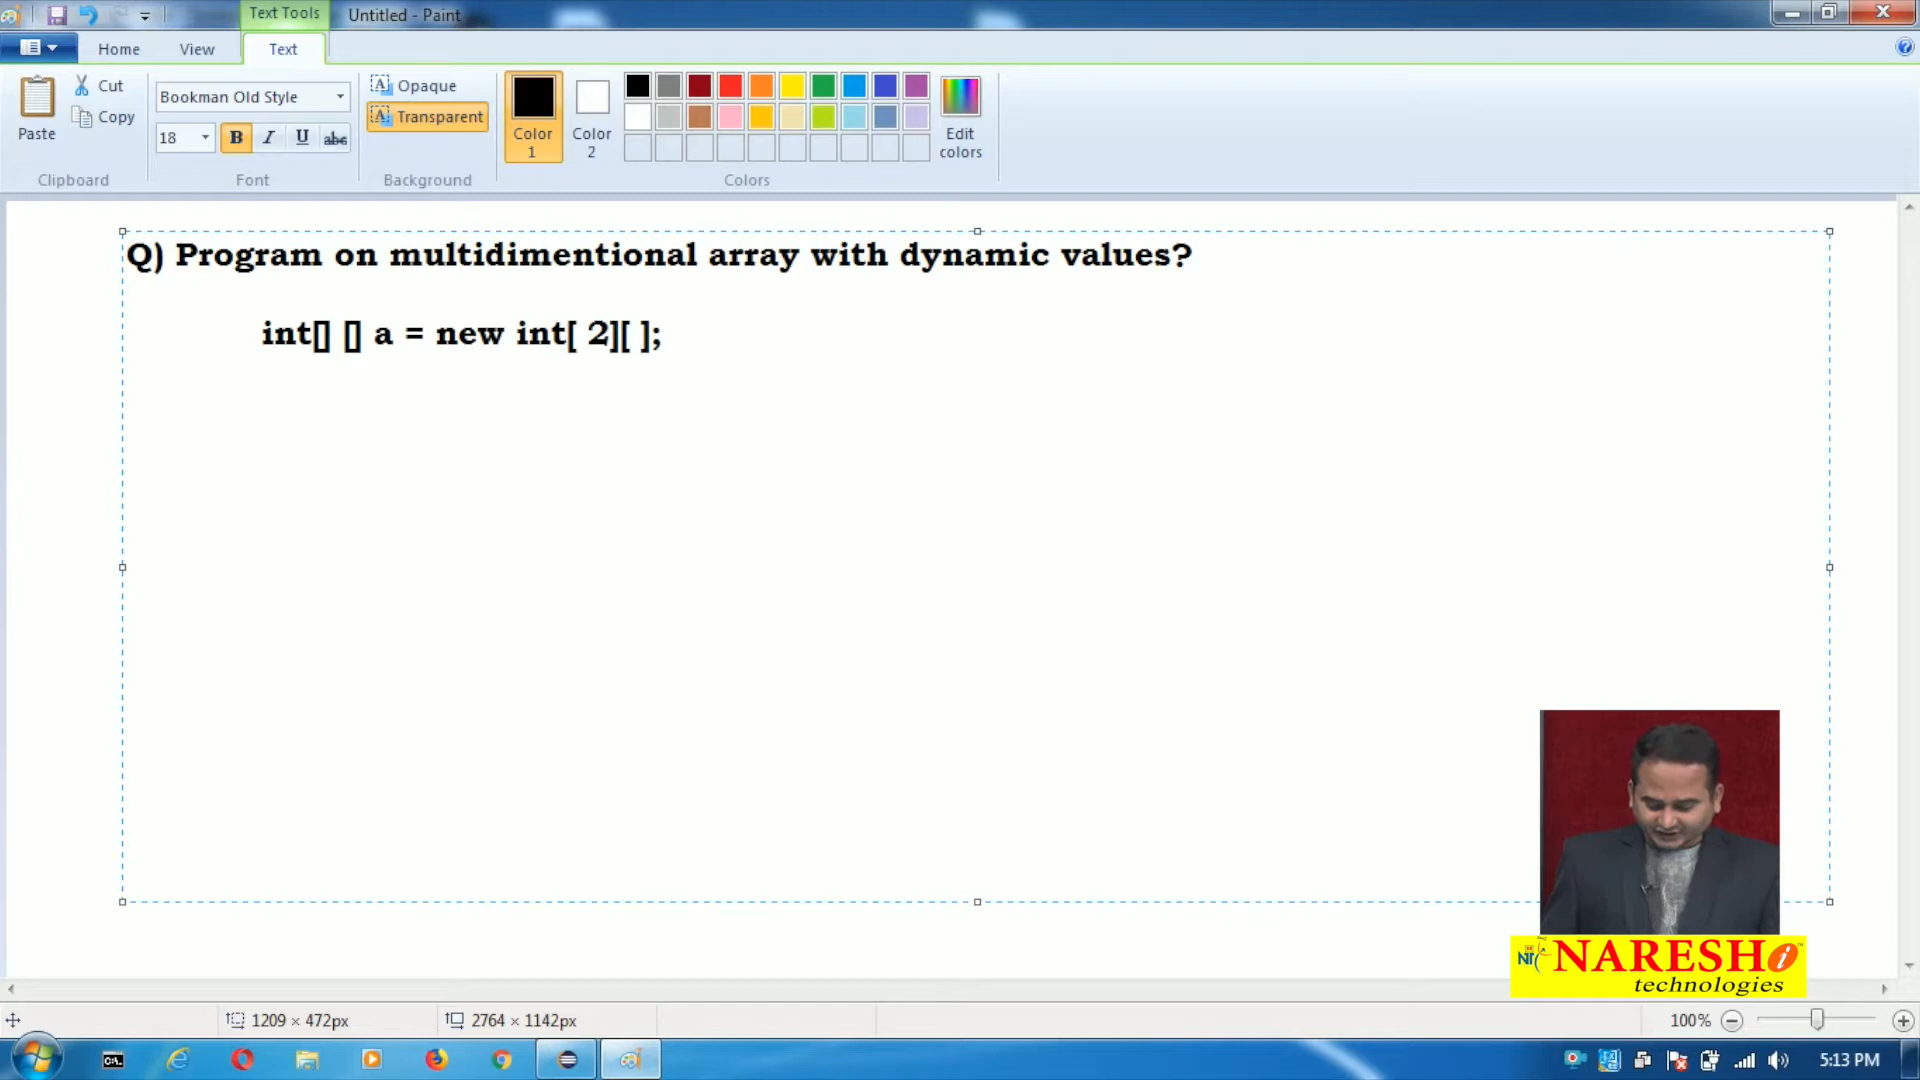 Text Tools
Untitled - Paint
Home
View
Text
Paste
Cut
Copy
Clipboard
Bookman Old Style
18
B
I
U
abc
Font
Opaque
Transparent
Background
Color
1
Color
2
Edit
colors
Colors
Q) Program on multidimentional array with dynamic values?
int[] [] a = new int[ 2][ ];
NARESH i
technologies
1209 × 472px
2764 × 1142px
100%
5:13 PM